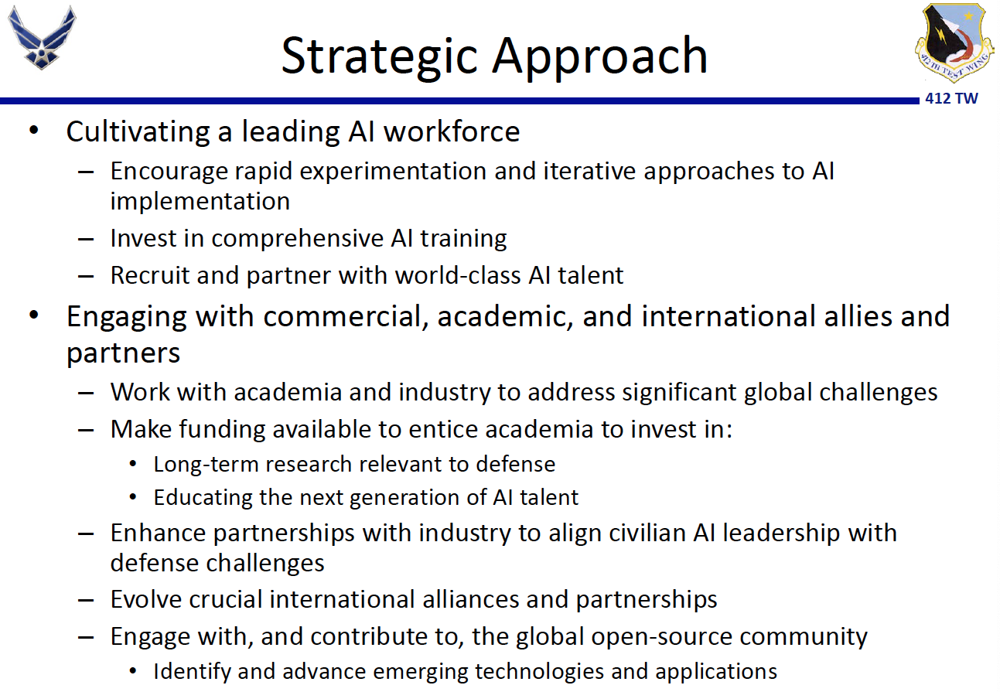 Strategic Approach
412TH TEST WING
412 TW
• Cultivating a leading AI workforce
– Encourage rapid experimentation and iterative approaches to AI
implementation
– Invest in comprehensive AI training
– Recruit and partner with world-class AI talent
• Engaging with commercial, academic, and international allies and
partners
– Work with academia and industry to address significant global challenges
– Make funding available to entice academia to invest in:
• Long-term research relevant to defense
• Educating the next generation of AI talent
– Enhance partnerships with industry to align civilian AI leadership with
defense challenges
– Evolve crucial international alliances and partnerships
– Engage with, and contribute to, the global open-source community
• Identify and advance emerging technologies and applications